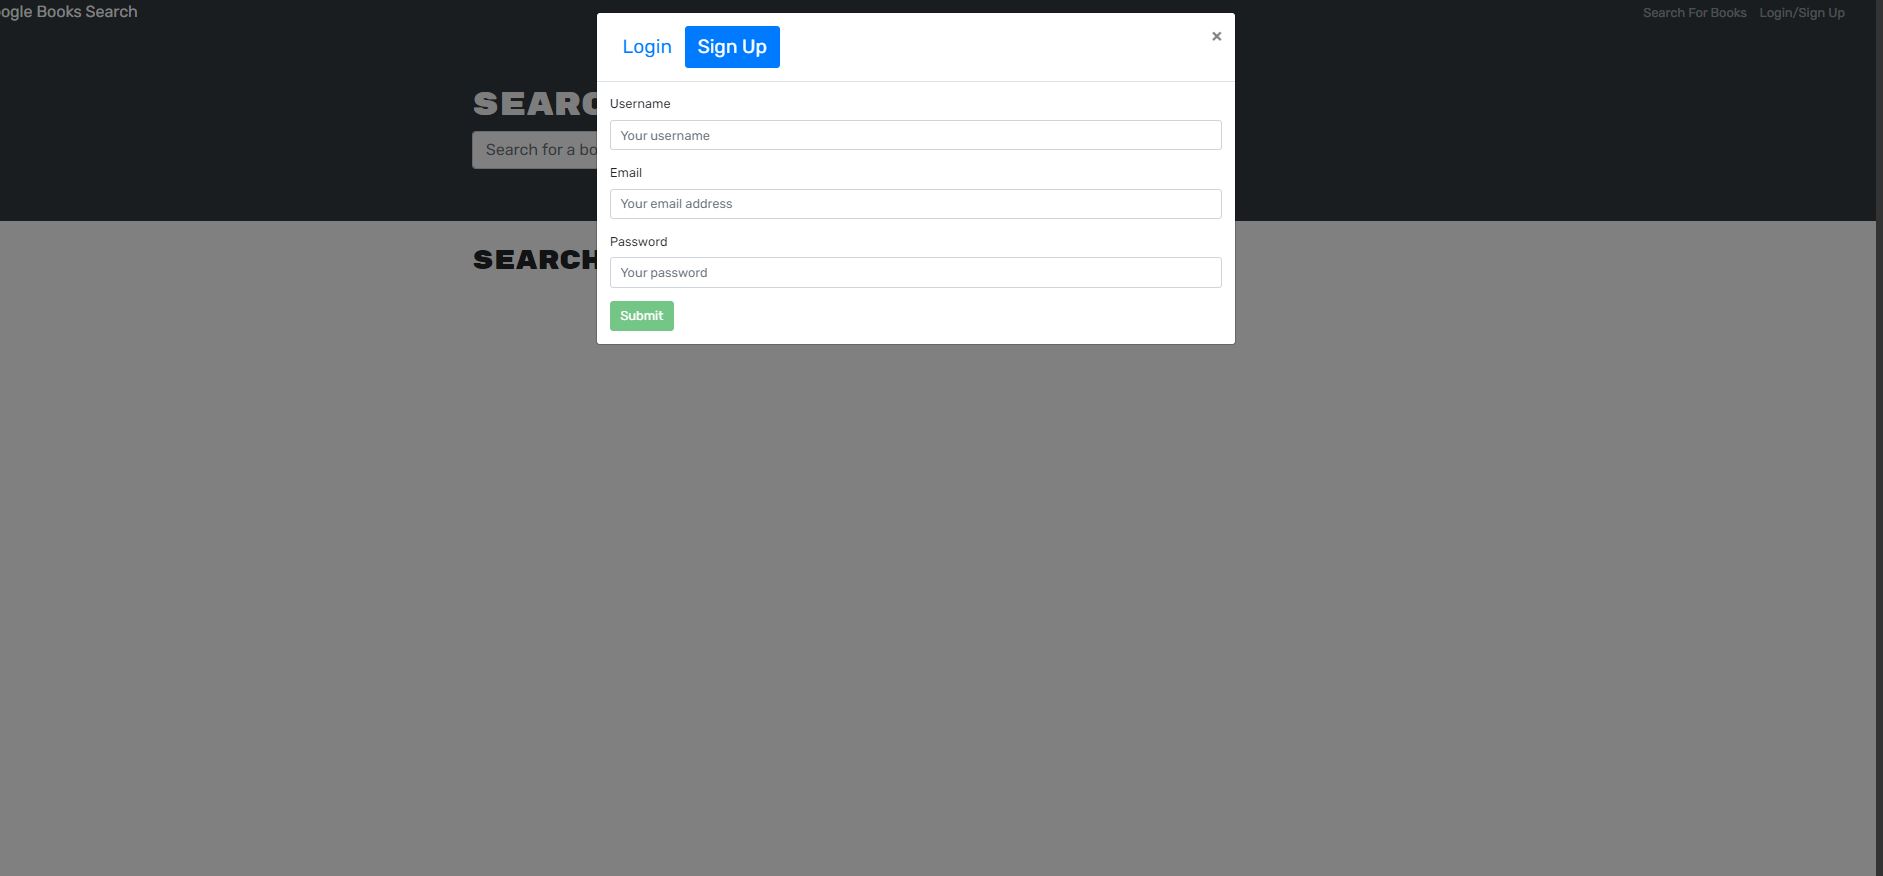 ogle Books Search
Search For Books
Login/Sign Up
Login
Sign Up
×
SEARC
Search for a bo
Username
Your username
Email
Your email address
Password
Your password
Submit
SEARCH